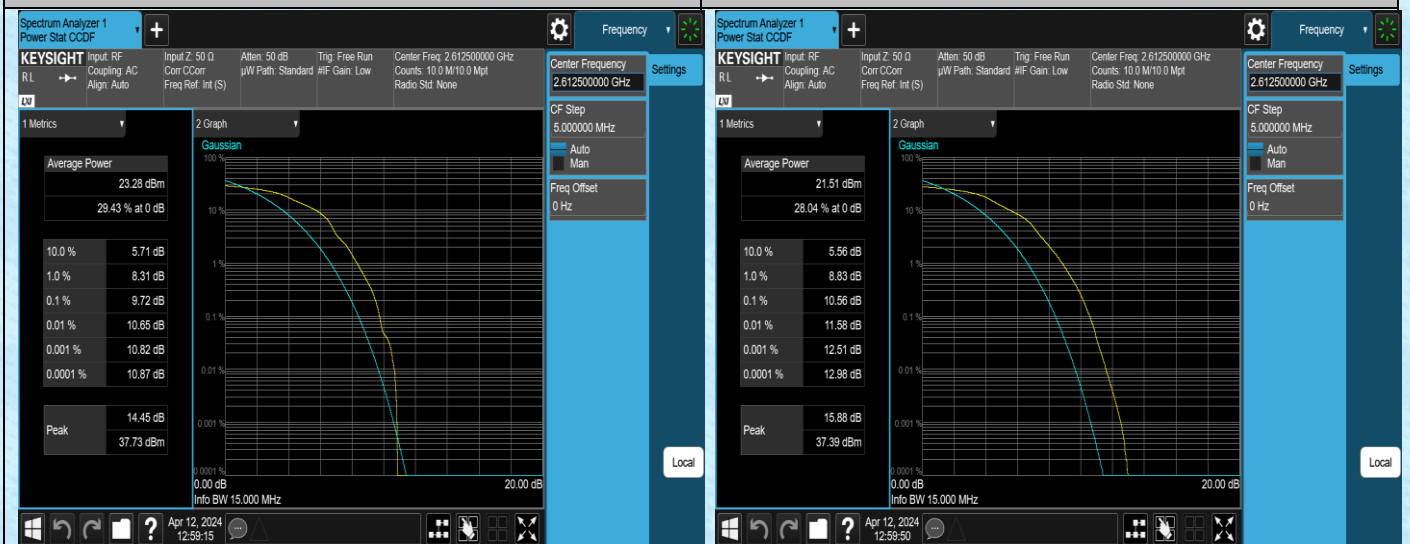 Spectrum Analyzer 1
Power Stat CCDF
+
Frequency
KEYSIGHT
RL
LXI
Input: RF
Coupling: AC
Align: Auto
Input Z: 50 Ω
Corr CCorr
Freq Ref: Int (S)
Atten: 50 dB
µW Path: Standard
Trig: Free Run
#IF Gain: Low
Center Freq: 2.612500000 GHz
Counts: 10.0 M/10.0 Mpt
Radio Std: None
Center Frequency
2.612500000 GHz
Settings
CF Step
5.000000 MHz
Auto
Man
Freq Offset
0 Hz
1 Metrics
Average Power
23.28 dBm
29.43 % at 0 dB
10.0 % 5.71 dB
1.0 % 8.31 dB
0.1 % 9.72 dB
0.01 % 10.65 dB
0.001 % 10.82 dB
0.0001 % 10.87 dB
Peak
14.45 dB
37.73 dBm
2 Graph
Gaussian
100 %
10 %
1 %
0.1 %
0.01 %
0.001 %
0.0001 %
0.00 dB 20.00 dB
Info BW 15.000 MHz
Local
?
Apr 12, 2024
12:59:15
Spectrum Analyzer 1
Power Stat CCDF
+
Frequency
KEYSIGHT
RL
LXI
Input: RF
Coupling: AC
Align: Auto
Input Z: 50 Ω
Corr CCorr
Freq Ref: Int (S)
Atten: 50 dB
µW Path: Standard
Trig: Free Run
#IF Gain: Low
Center Freq: 2.612500000 GHz
Counts: 10.0 M/10.0 Mpt
Radio Std: None
Center Frequency
2.612500000 GHz
Settings
CF Step
5.000000 MHz
Auto
Man
Freq Offset
0 Hz
1 Metrics
Average Power
21.51 dBm
28.04 % at 0 dB
10.0 % 5.56 dB
1.0 % 8.83 dB
0.1 % 10.56 dB
0.01 % 11.58 dB
0.001 % 12.51 dB
0.0001 % 12.98 dB
Peak
15.88 dB
37.39 dBm
2 Graph
Gaussian
100 %
10 %
1 %
0.1 %
0.01 %
0.001 %
0.0001 %
0.00 dB 20.00 dB
Info BW 15.000 MHz
Local
?
Apr 12, 2024
12:59:50